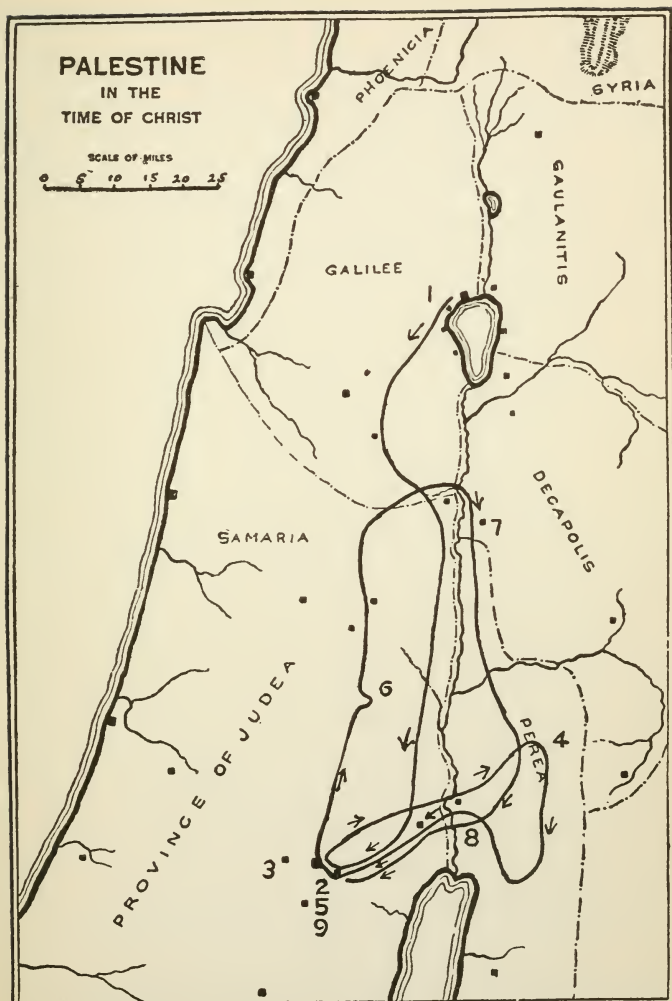 PALESTINE
IN THE
TIME OF CHRIST
SCALE OF MILES
0 5 10 15 20 25
PHOENICIA
SYRIA
GAULANITIS
GALILEE
1
DECAPOLIS
7
SAMARIA
6
PEREA
4
PROVINCE OF JUDEA
8
3
2
5
9